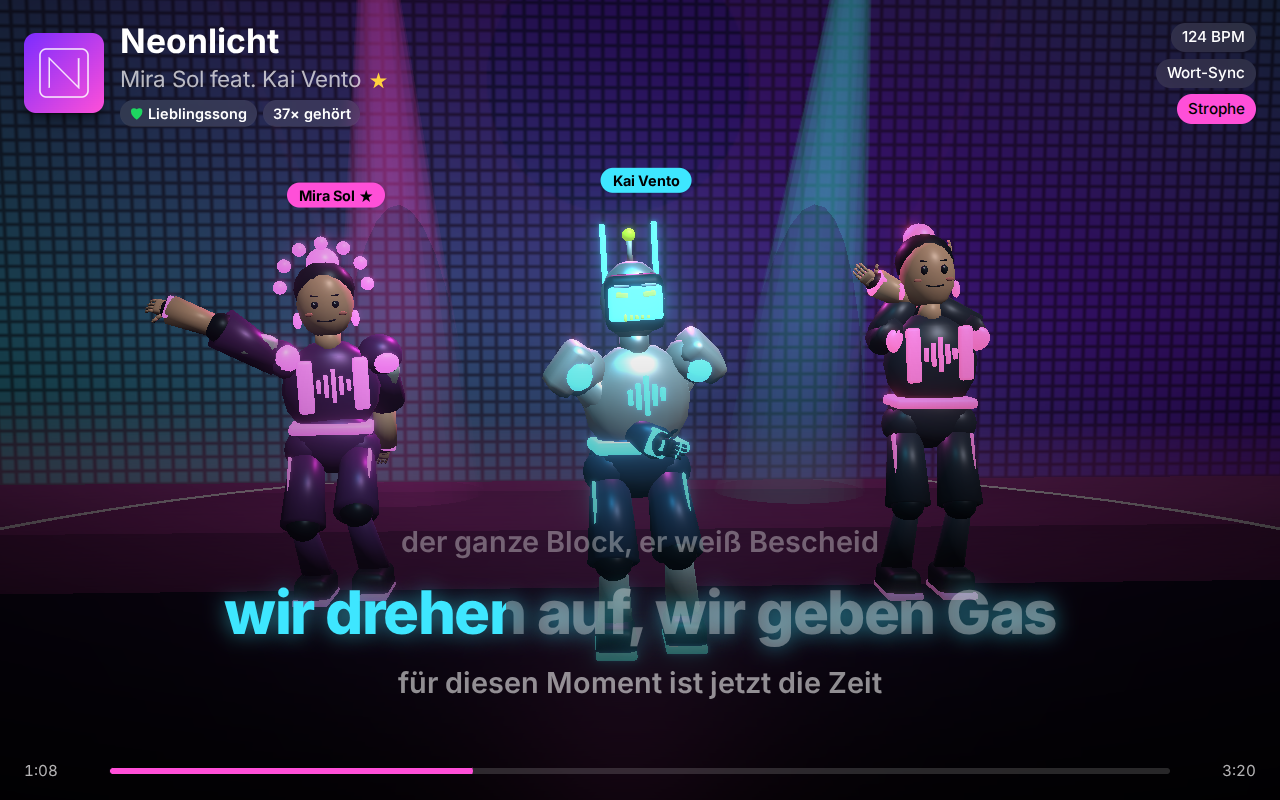 Neonlicht
Mira Sol feat. Kai Vento ★
Lieblingssong
37× gehört
124 BPM
Wort-Sync
Strophe
Mira Sol ★
Kai Vento
der ganze Block, er weiß Bescheid
wir drehen auf, wir geben Gas
für diesen Moment ist jetzt die Zeit
1:08
3:20